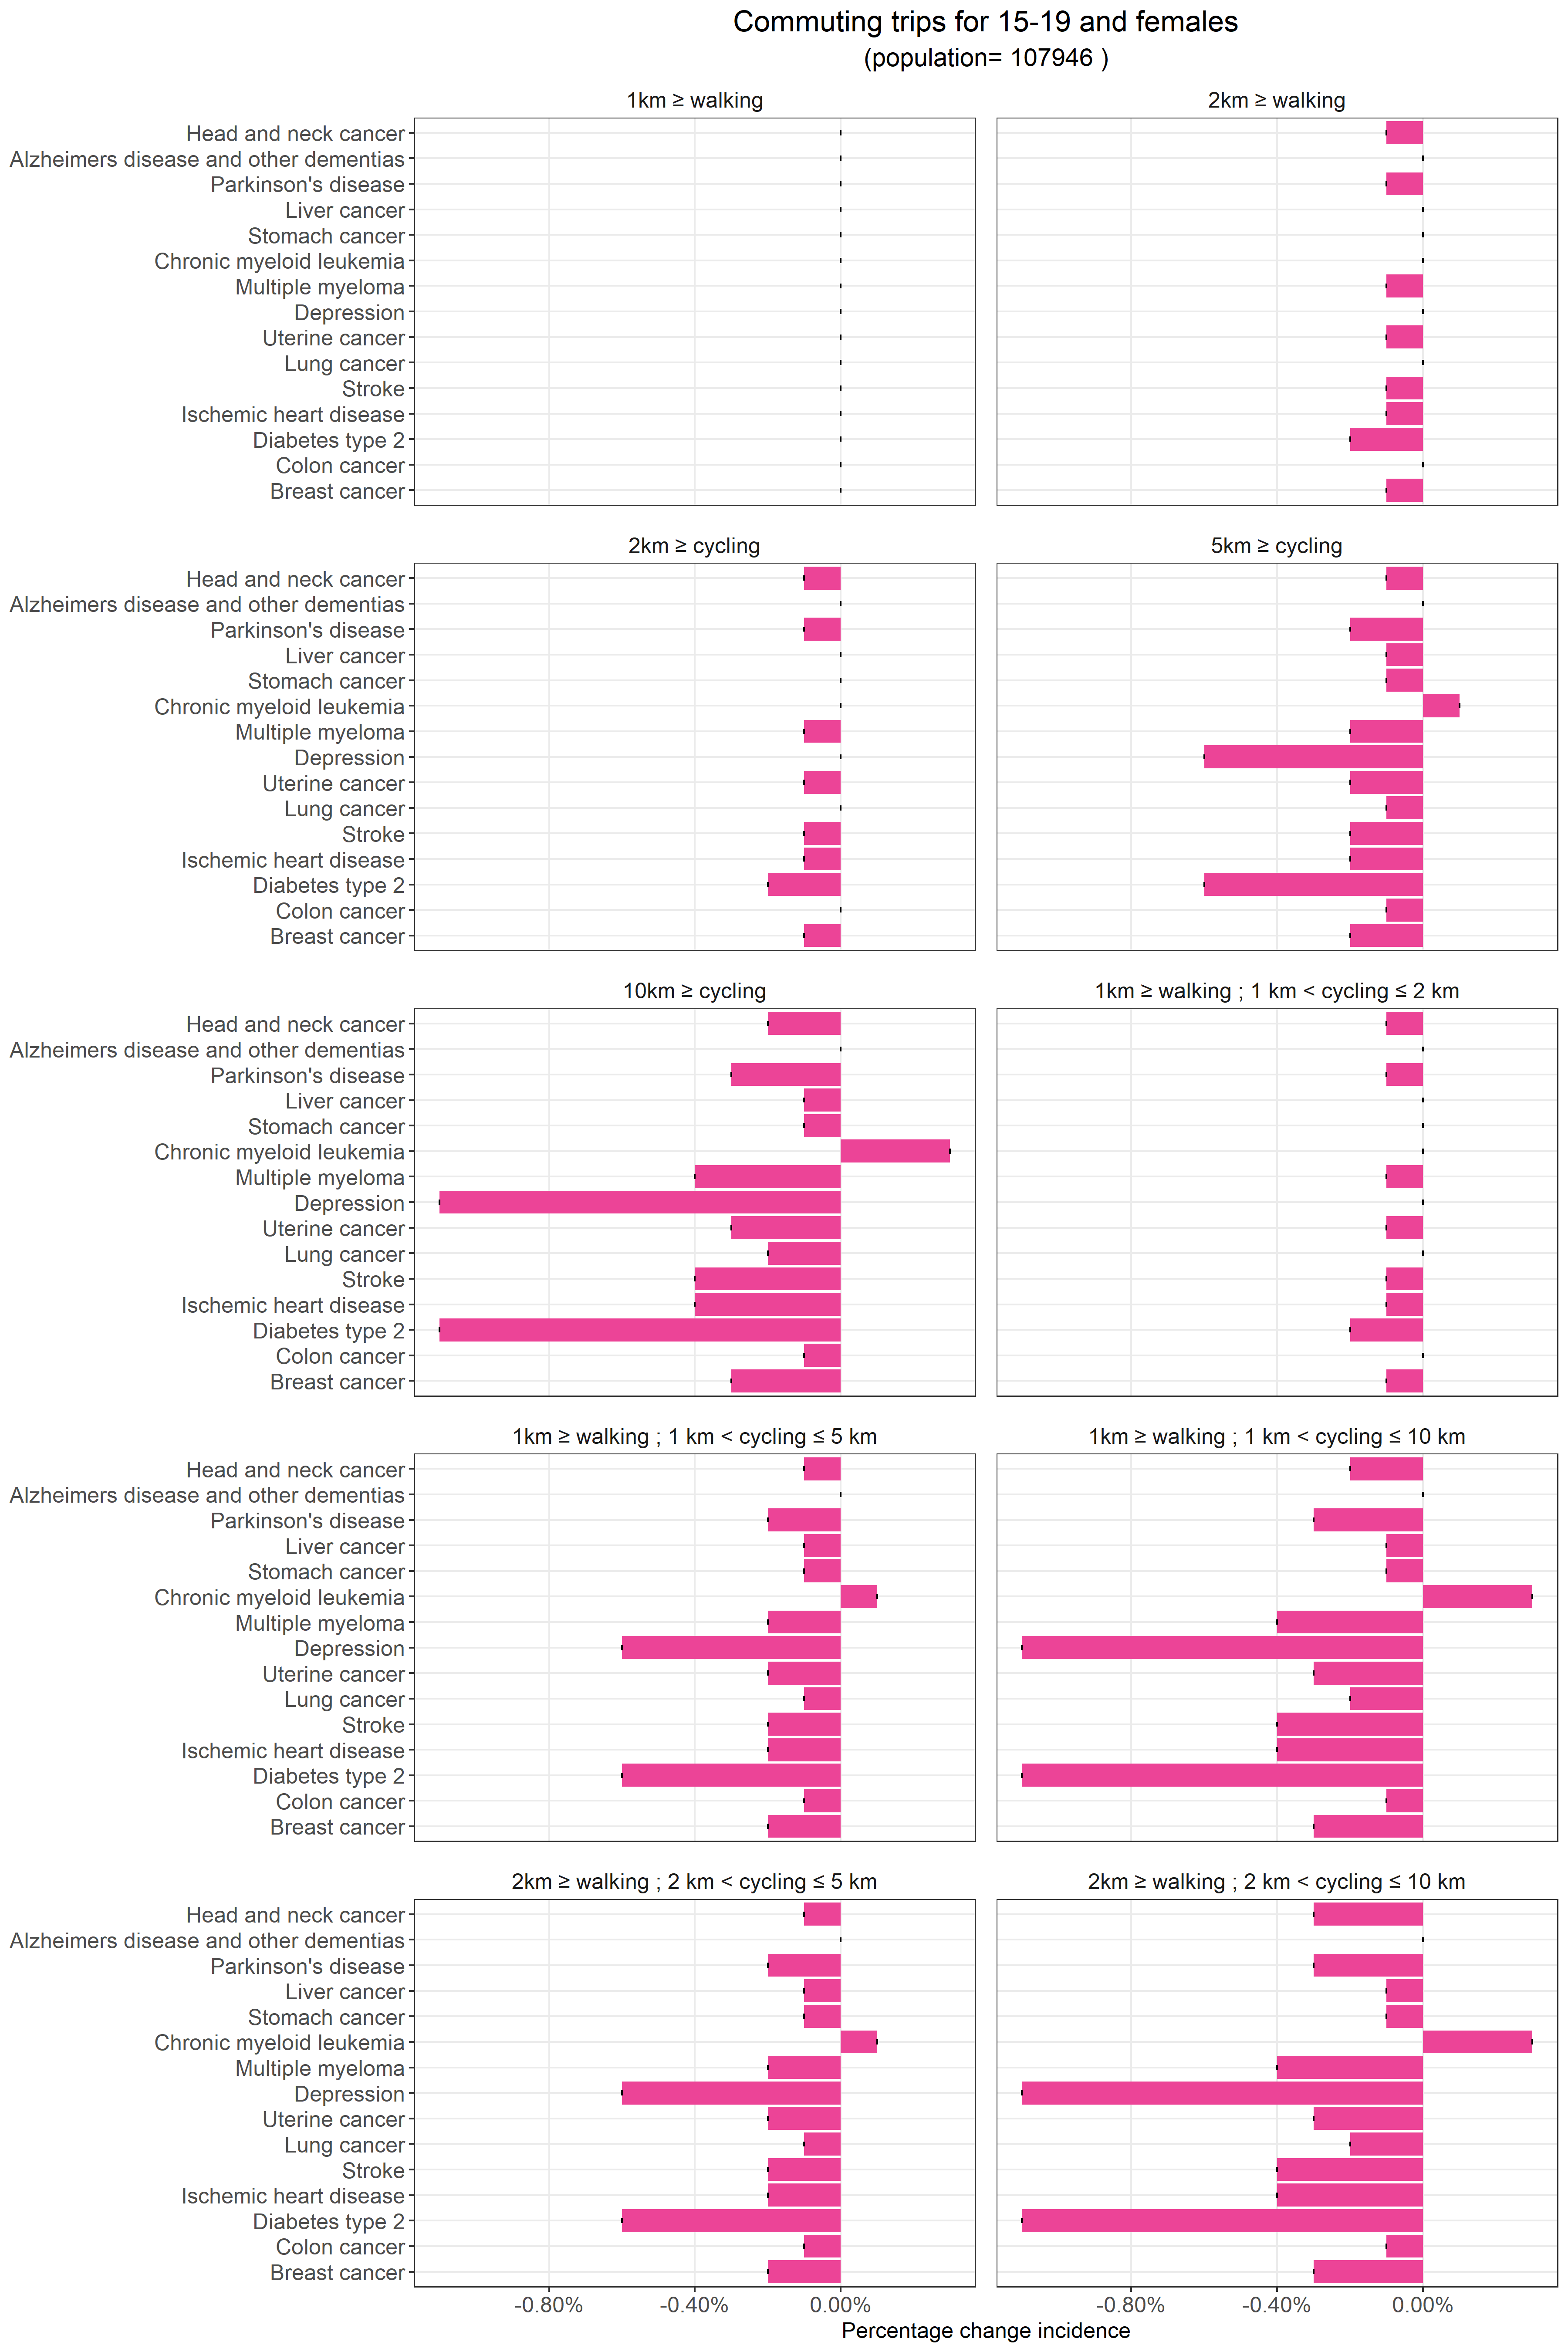 Commuting trips for 15-19 and females
(population= 107946 )
1km ≥ walking
2km ≥ walking
Head and neck cancer
Alzheimers disease and other dementias
Parkinson's disease
Liver cancer
Stomach cancer
Chronic myeloid leukemia
Multiple myeloma
Depression
Uterine cancer
Lung cancer
Stroke
Ischemic heart disease
Diabetes type 2
Colon cancer
Breast cancer
2km ≥ cycling
5km ≥ cycling
Head and neck cancer
Alzheimers disease and other dementias
Parkinson's disease
Liver cancer
Stomach cancer
Chronic myeloid leukemia
Multiple myeloma
Depression
Uterine cancer
Lung cancer
Stroke
Ischemic heart disease
Diabetes type 2
Colon cancer
Breast cancer
10km ≥ cycling
1km ≥ walking ; 1 km < cycling ≤ 2 km
Head and neck cancer
Alzheimers disease and other dementias
Parkinson's disease
Liver cancer
Stomach cancer
Chronic myeloid leukemia
Multiple myeloma
Depression
Uterine cancer
Lung cancer
Stroke
Ischemic heart disease
Diabetes type 2
Colon cancer
Breast cancer
1km ≥ walking ; 1 km < cycling ≤ 5 km
1km ≥ walking ; 1 km < cycling ≤ 10 km
Head and neck cancer
Alzheimers disease and other dementias
Parkinson's disease
Liver cancer
Stomach cancer
Chronic myeloid leukemia
Multiple myeloma
Depression
Uterine cancer
Lung cancer
Stroke
Ischemic heart disease
Diabetes type 2
Colon cancer
Breast cancer
2km ≥ walking ; 2 km < cycling ≤ 5 km
2km ≥ walking ; 2 km < cycling ≤ 10 km
Head and neck cancer
Alzheimers disease and other dementias
Parkinson's disease
Liver cancer
Stomach cancer
Chronic myeloid leukemia
Multiple myeloma
Depression
Uterine cancer
Lung cancer
Stroke
Ischemic heart disease
Diabetes type 2
Colon cancer
Breast cancer
-0.80% -0.40% 0.00%
-0.80% -0.40% 0.00%
Percentage change incidence